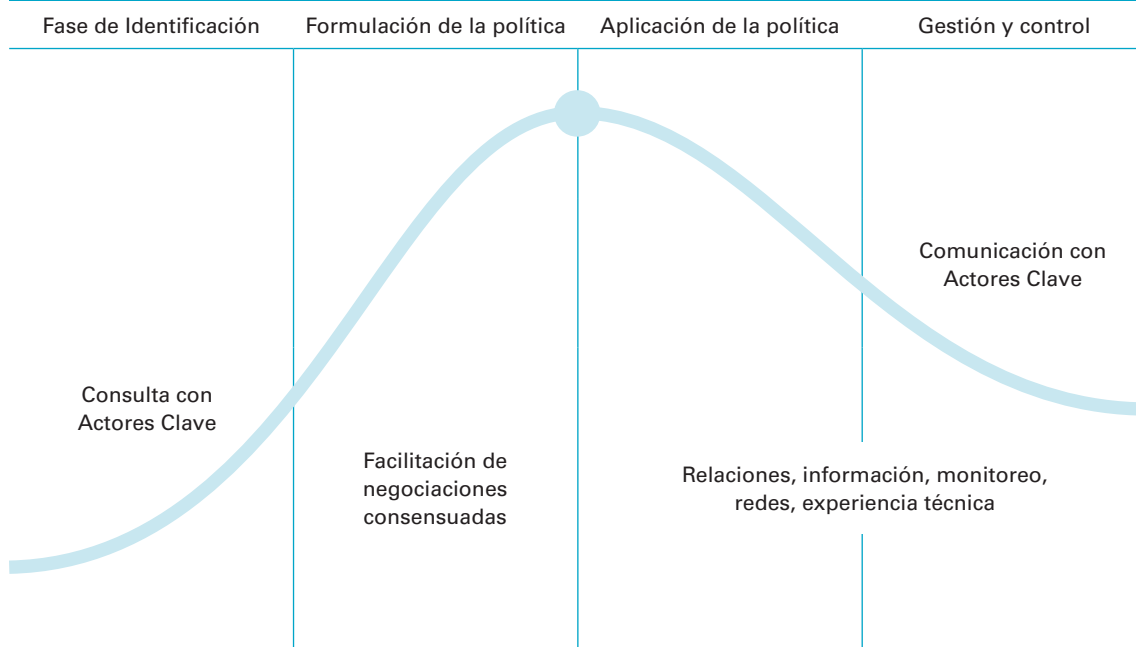 Fase de Identificación
Formulación de la política
Aplicación de la política
Gestión y control
Comunicación con
Actores Clave
Consulta con
Actores Clave
Facilitación de
negociaciones
consensuadas
Relaciones, información, monitoreo,
redes, experiencia técnica